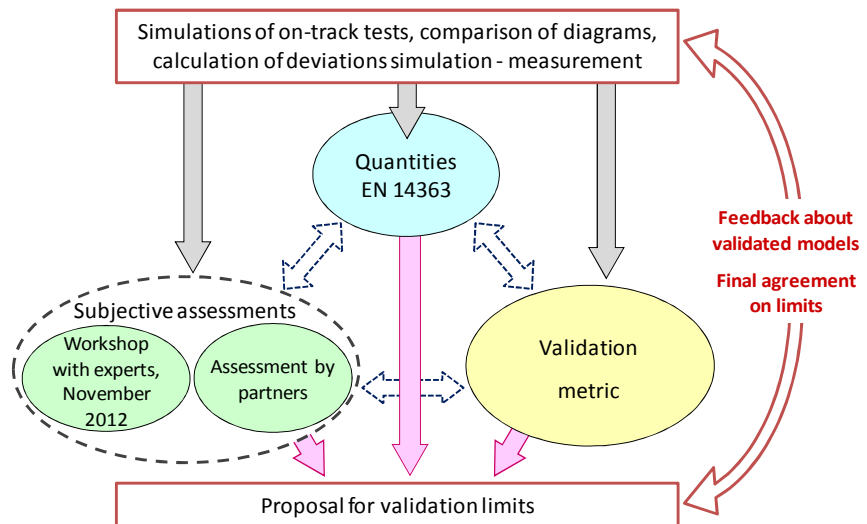 Simulations of on-track tests, comparison of diagrams,
calculation of deviations simulation - measurement
Quantities
EN 14363
Feedback about
validated models
Final agreement
on limits
Subjective assessments
Workshop
with experts,
November
2012
Assessment by
partners
Validation
metric
Proposal for validation limits